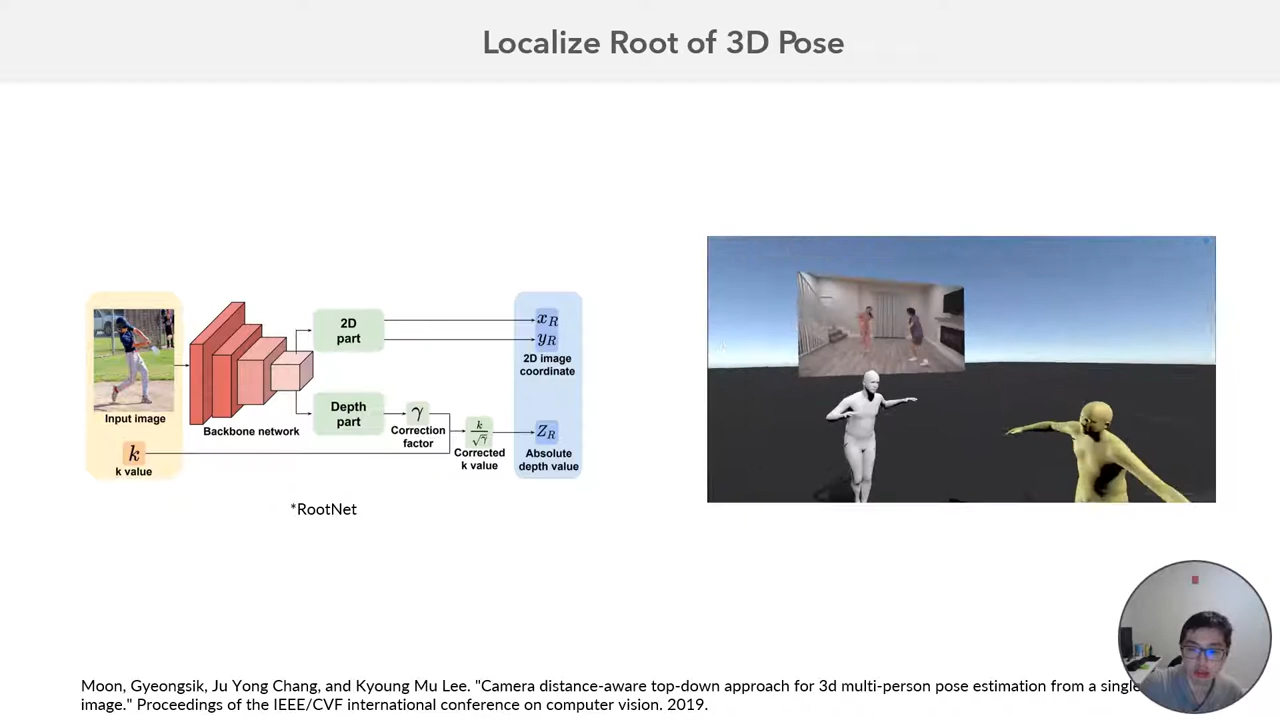 Localize Root of 3D Pose
Input image
k
k value
Backbone network
2D
part
Depth
part
γ
Correction
factor
k
√γ
Corrected
k value
xR
yR
2D image
coordinate
ZR
Absolute
depth value
*RootNet
Moon, Gyeongsik, Ju Yong Chang, and Kyoung Mu Lee. "Camera distance-aware top-down approach for 3d multi-person pose estimation from a single
image." Proceedings of the IEEE/CVF international conference on computer vision. 2019.